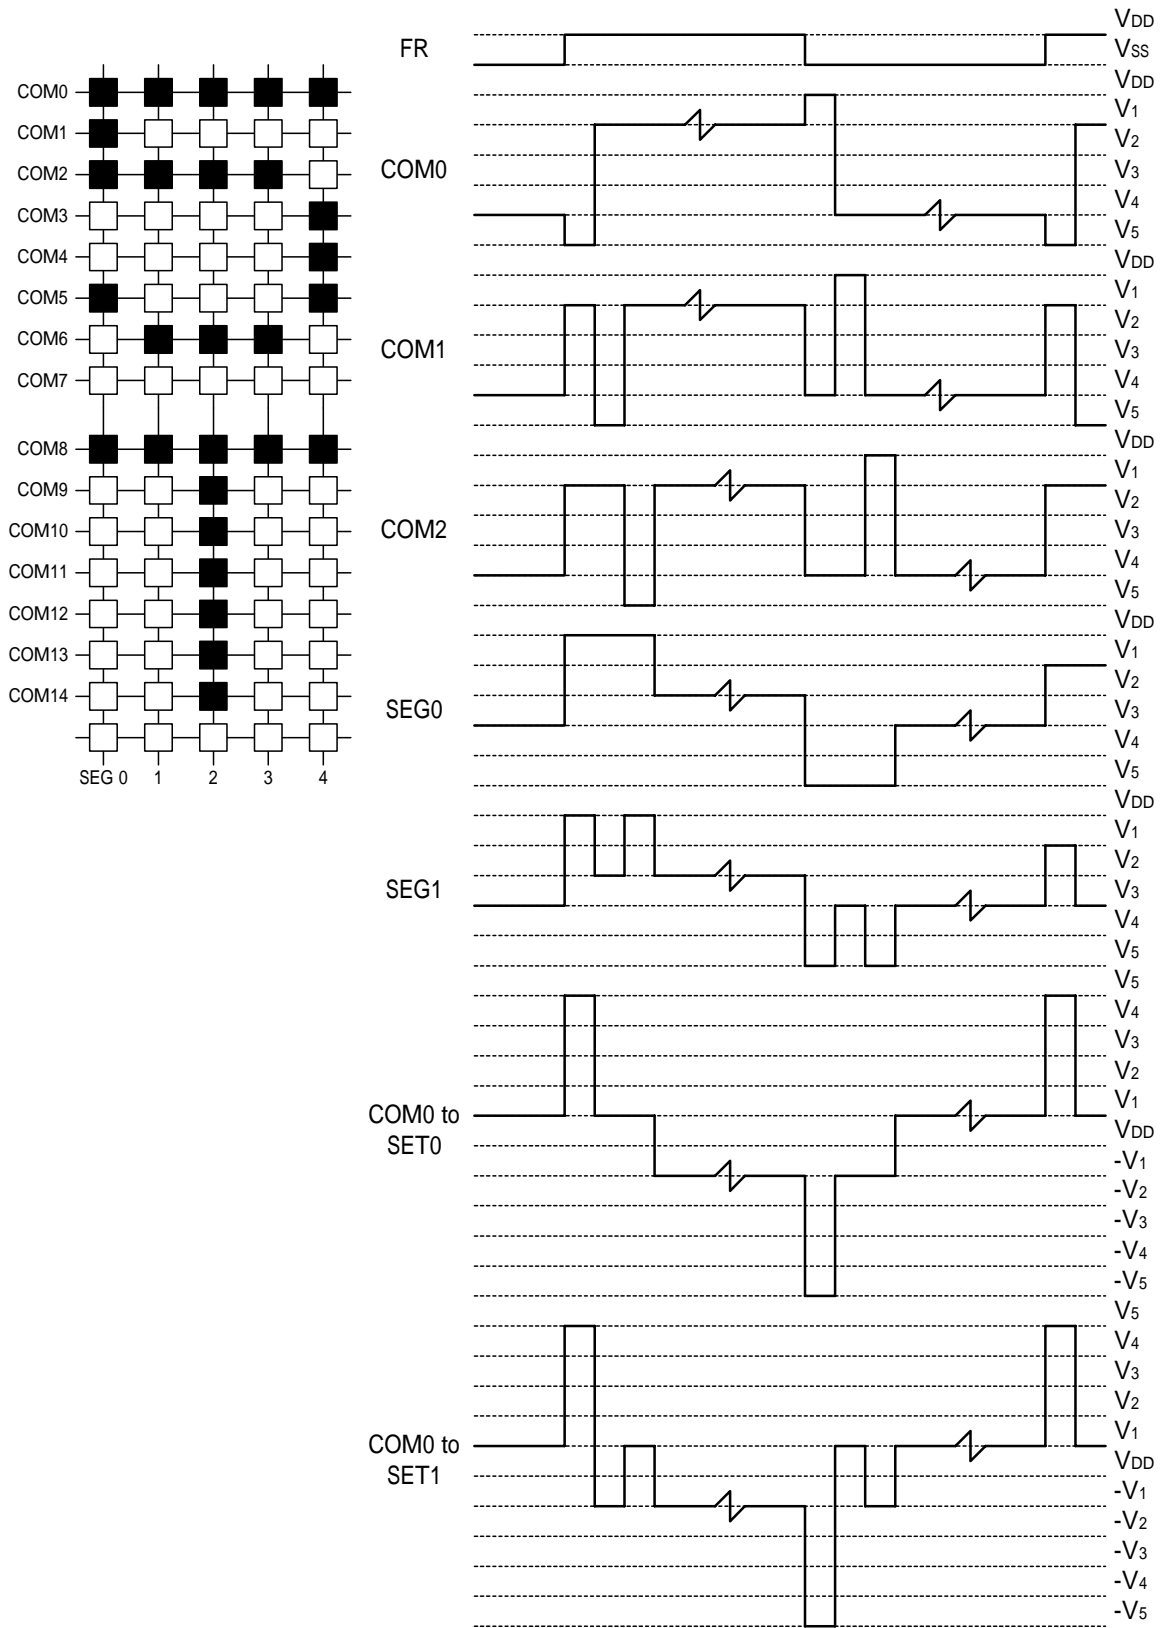 COM0
COM1
COM2
COM3
COM4
COM5
COM6
COM7
COM8
COM9
COM10
COM11
COM12
COM13
COM14
SEG 0 1 2 3 4
FR
VDD
VSS
COM0
VDD
V1
V2
V3
V4
V5
COM1
VDD
V1
V2
V3
V4
V5
COM2
VDD
V1
V2
V3
V4
V5
SEG0
VDD
V1
V2
V3
V4
V5
SEG1
VDD
V1
V2
V3
V4
V5
COM0 to
SET0
V5
V4
V3
V2
V1
VDD
-V1
-V2
-V3
-V4
-V5
COM0 to
SET1
V5
V4
V3
V2
V1
VDD
-V1
-V2
-V3
-V4
-V5